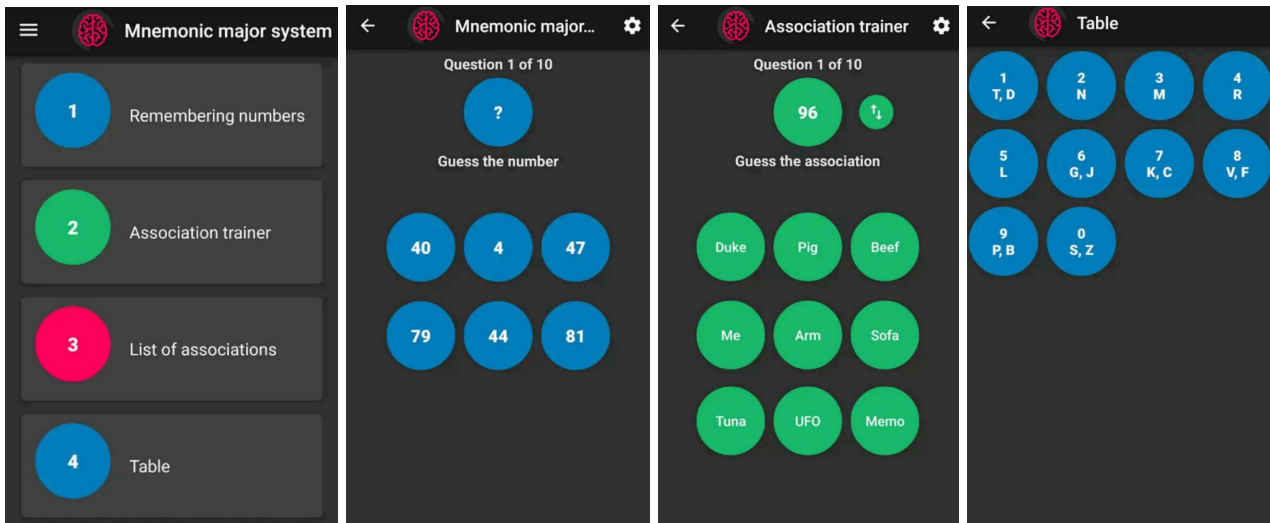 Mnemonic major system
1
Remembering numbers
2
Association trainer
3
List of associations
4
Table
Mnemonic major...
Question 1 of 10
?
Guess the number
40 4 47
79 44 81
Association trainer
Question 1 of 10
96
Guess the association
Duke Pig Beef
Me Arm Sofa
Tuna UFO Memo
Table
1 2 3 4
T, D N M R
5 6 7 8
L G, J K, C V, F
9 0
P, B S, Z